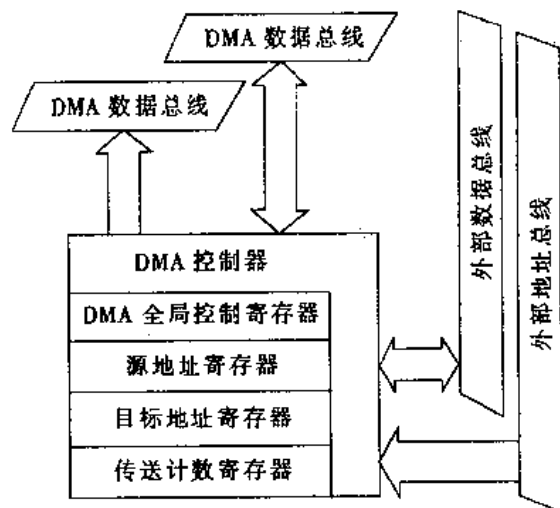 DMA 数据总线
DMA 数据总线
DMA 控制器
DMA 全局控制寄存器
源地址寄存器
目标地址寄存器
传送计数寄存器
外部数据总线
外部地址总线